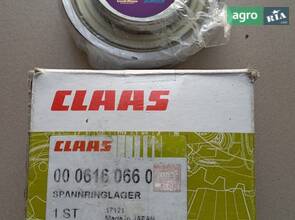 agro RIA
CLAAS
CLAAS
00 0616 066 0
SPANNRINGLAGER
1 ST
17121
Made in JAPAN